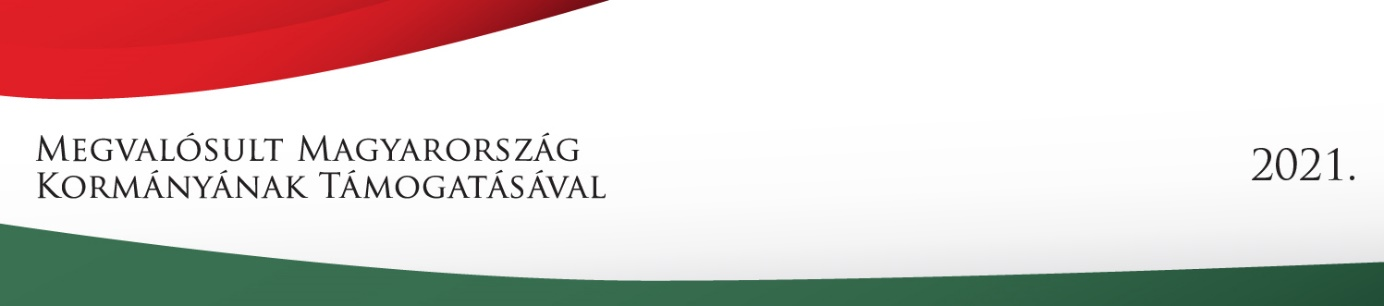 Megvalósult Magyarország
Kormányának Támogatásával
2021.